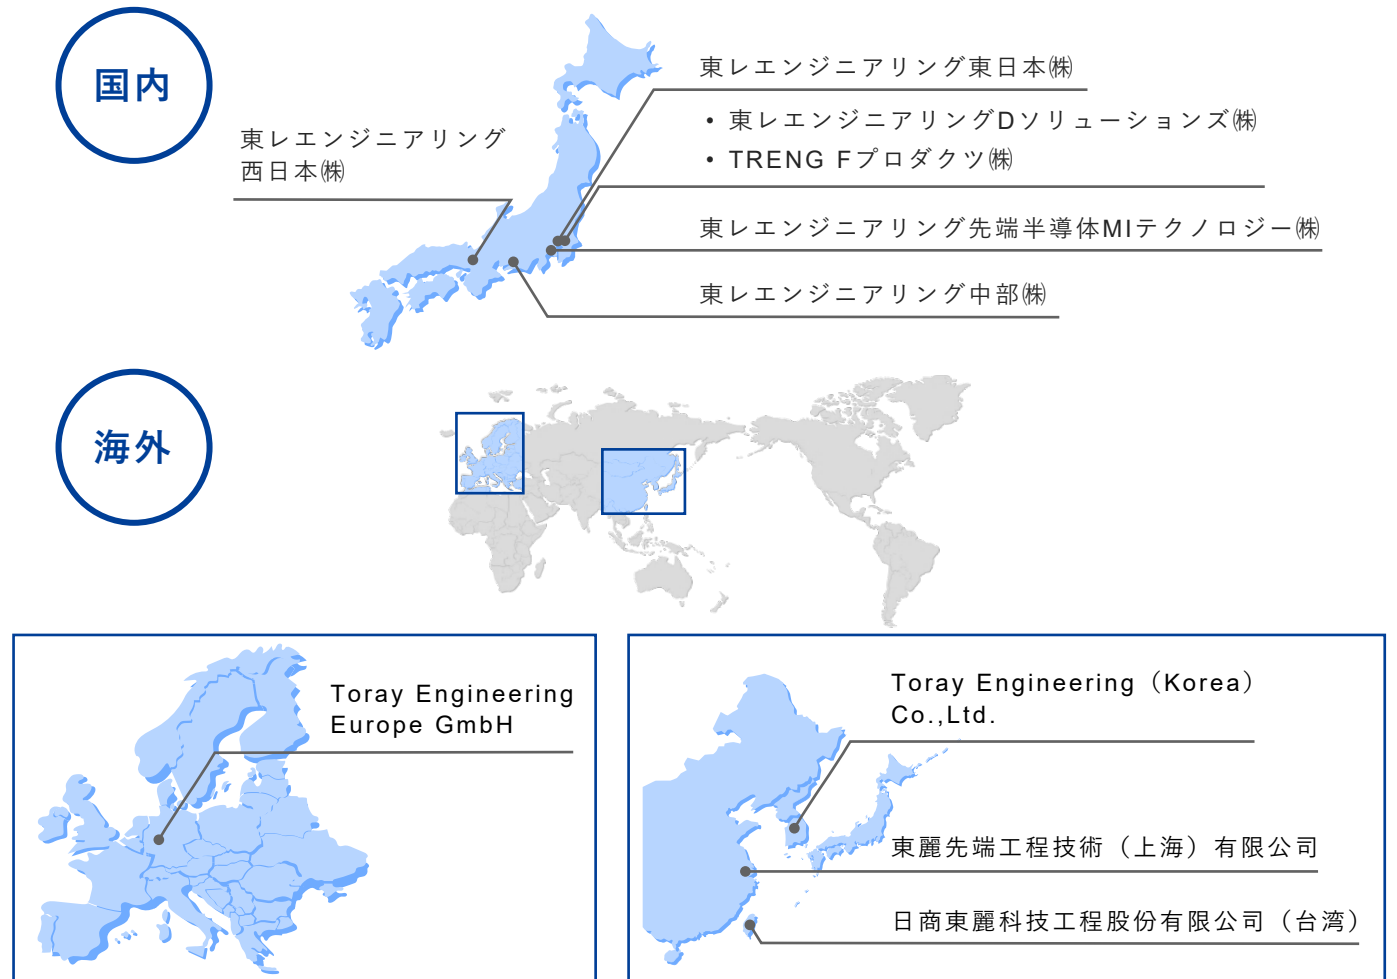 国内
東レエンジニアリング
西日本㈱
東レエンジニアリング東日本㈱
• 東レエンジニアリングDソリューションズ㈱
• TRENG Fプロダクツ㈱
東レエンジニアリング先端半導体MIテクノロジー㈱
東レエンジニアリング中部㈱
海外
Toray Engineering
Europe GmbH
Toray Engineering（Korea）
Co.,Ltd.
東麗先端工程技術（上海）有限公司
日商東麗科技工程股份有限公司（台湾）